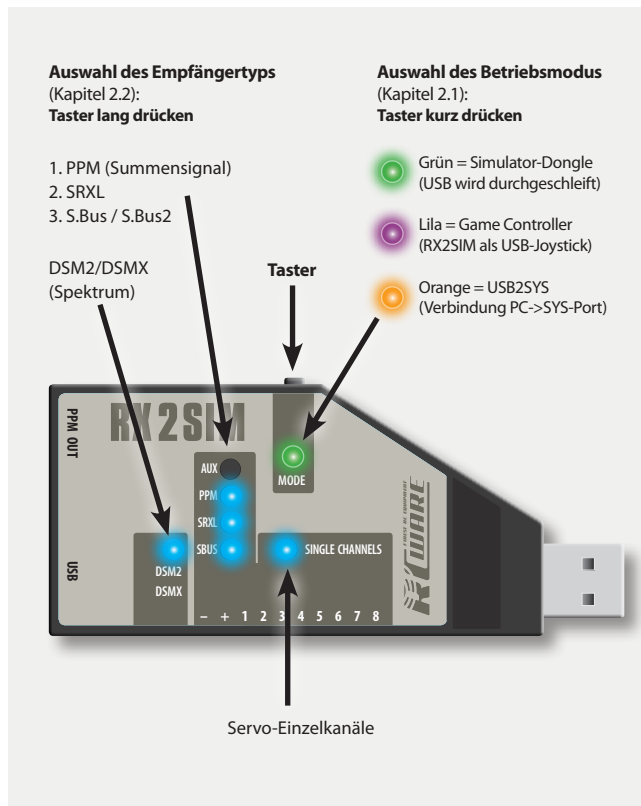 Auswahl des Empfängertyps
(Kapitel 2.2):
Taster lang drücken
1. PPM (Summensignal)
2. SRXL
3. S.Bus / S.Bus2
DSM2/DSMX
(Spektrum)
Auswahl des Betriebsmodus
(Kapitel 2.1):
Taster kurz drücken
Grün = Simulator-Dongle
(USB wird durchgeschleift)
Lila = Game Controller
(RX2SIM als USB-Joystick)
Orange = USB2SYS
(Verbindung PC->SYS-Port)
Taster
PPM OUT
RX2SIM
MODE
AUX
PPM
SRXL
SBUS
SINGLE CHANNELS
USB
DSM2
DSMX
– + 1 2 3 4 5 6 7 8
RCWARE
Servo-Einzelkanäle